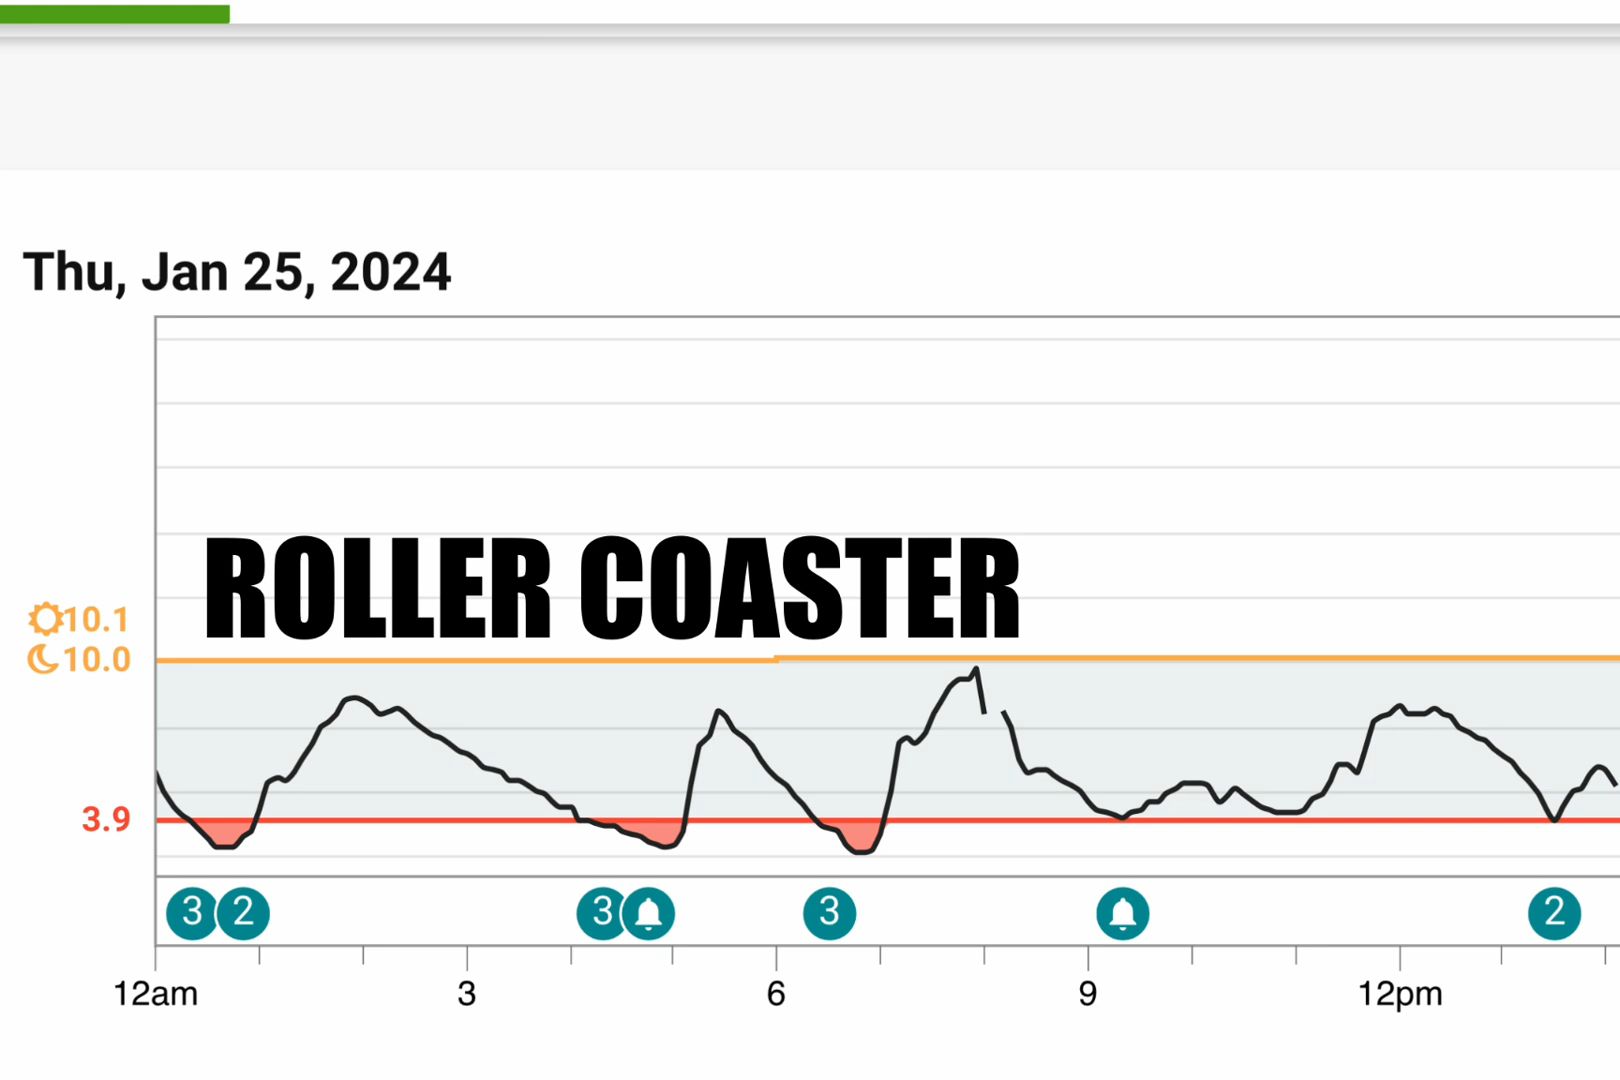 Thu, Jan 25, 2024
ROLLER COASTER
10.1
10.0
3.9
3 2 3 3 2
12am 3 6 9 12pm